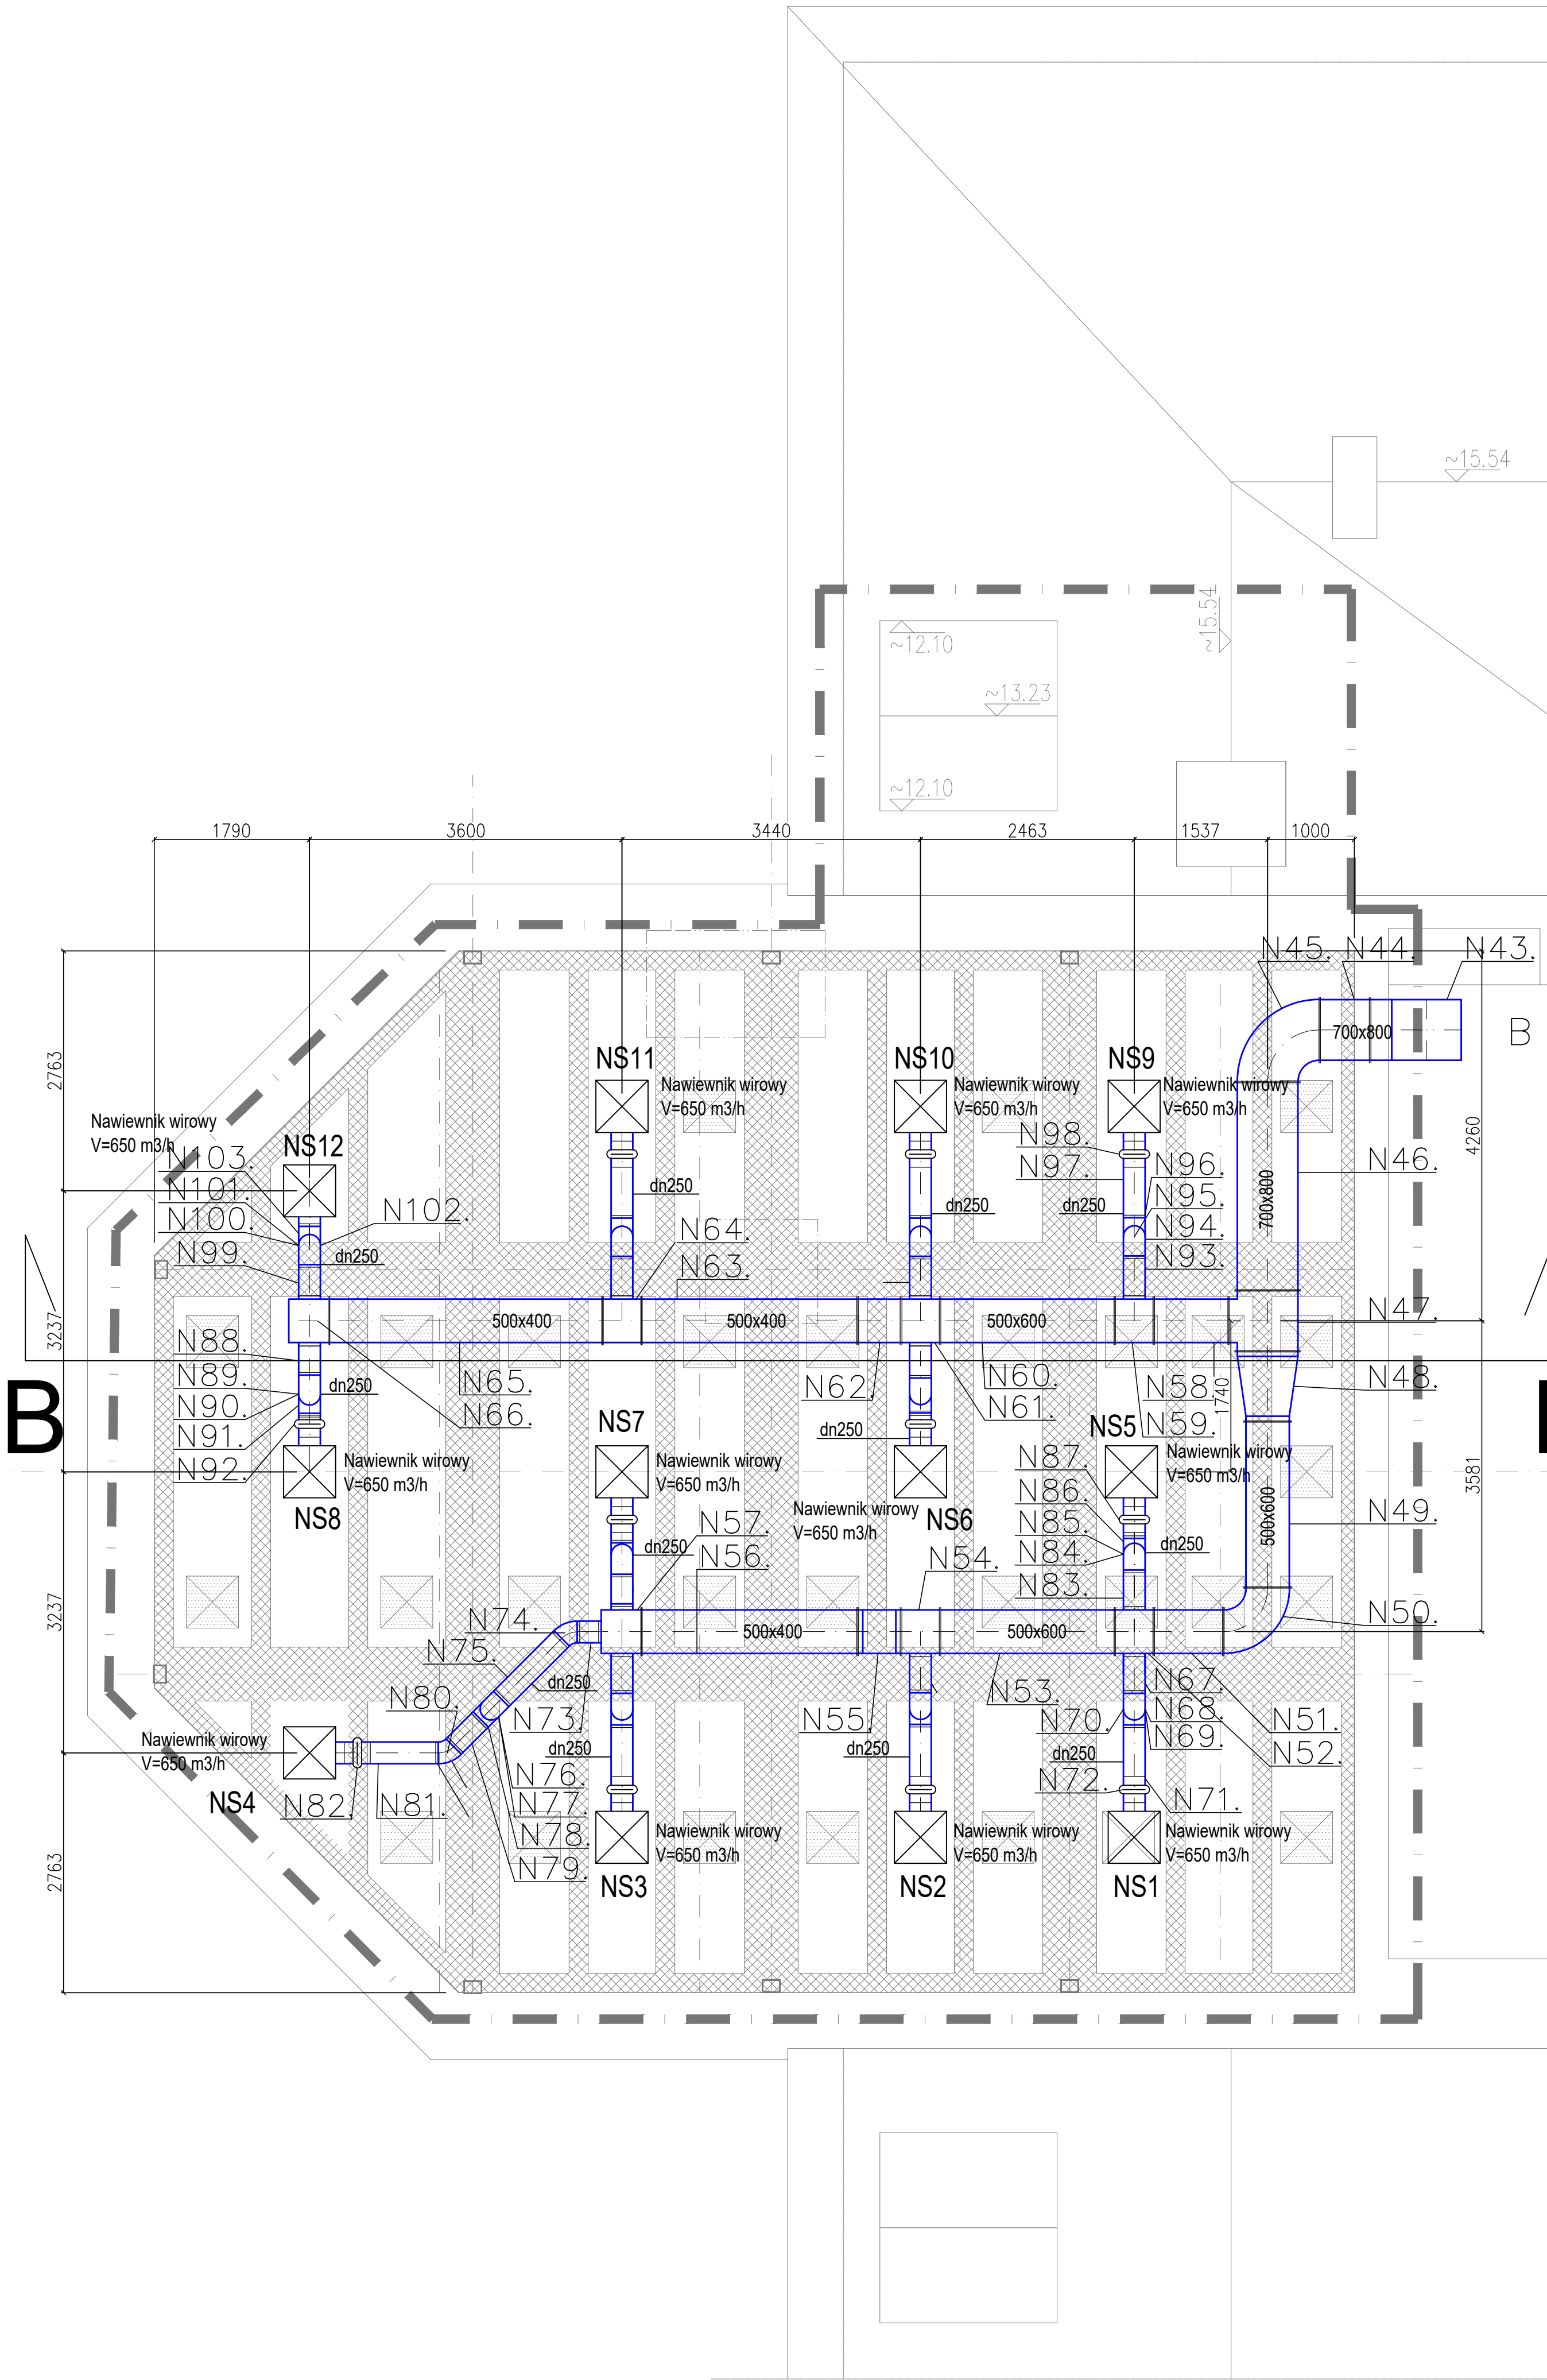 ~15.54
~15.54
~12.10
~13.23
~12.10
1790
3600
3440
2463
1537
1000
N45.
N44.
N43.
700x800
B
2763
4260
NS11
NS10
NS9
Nawiewnik wirowy
V=650 m3/h
Nawiewnik wirowy
V=650 m3/h
Nawiewnik wirowy
V=650 m3/h
Nawiewnik wirowy
V=650 m3/h
NS12
N103.
N101.
N100.
N99.
N102.
dn250
dn250
dn250
dn250
N98.
N97.
N96.
N95.
N94.
N93.
N46.
700x800
N64.
N63.
500x400
500x400
500x600
N47.
3237
N88.
N89.
N90.
N91.
N92.
dn250
N65.
N66.
N62.
N60.
N61.
N58.
N59.
1740
N48.
B
NS7
NS5
dn250
Nawiewnik wirowy
V=650 m3/h
Nawiewnik wirowy
V=650 m3/h
Nawiewnik wirowy
V=650 m3/h
Nawiewnik wirowy
V=650 m3/h
NS8
NS6
N87.
N86.
N85.
N84.
N83.
dn250
dn250
N57.
N56.
N54.
N49.
500x600
3581
3237
N74.
N75.
500x400
500x600
N50.
N80.
dn250
N73.
N55.
N53.
N67.
N68.
N69.
N70.
N51.
N52.
dn250
dn250
dn250
Nawiewnik wirowy
V=650 m3/h
NS4
N82.
N81.
N76.
N77.
N78.
N79.
N72.
N71.
Nawiewnik wirowy
V=650 m3/h
Nawiewnik wirowy
V=650 m3/h
Nawiewnik wirowy
V=650 m3/h
2763
NS3
NS2
NS1